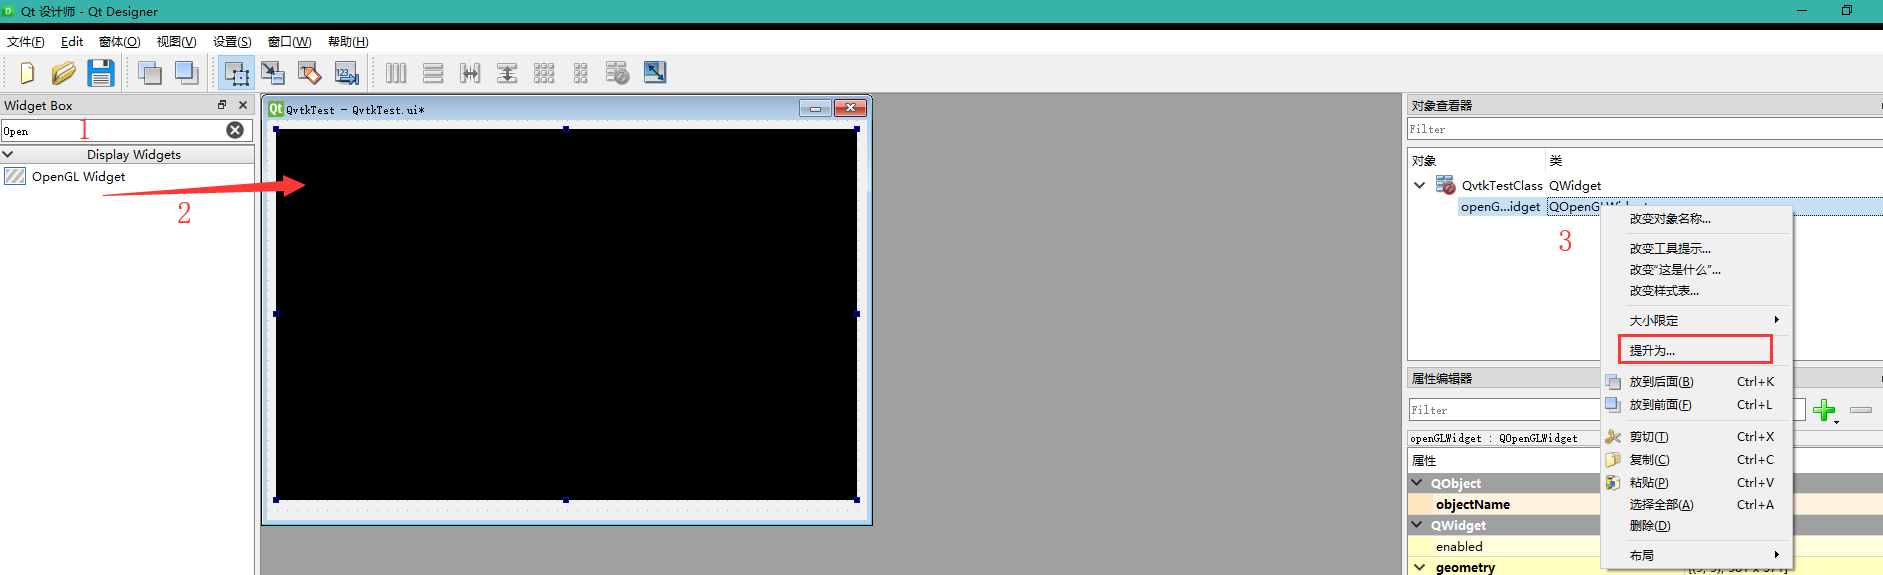 Qt 设计师 - Qt Designer
文件(F) Edit 窗体(O) 视图(V) 设置(S) 窗口(W) 帮助(H)
Widget Box
Open
1
Display Widgets
OpenGL Widget
2
QvtkTest - QvtkTest.ui*
对象查看器
Filter
对象 类
QvtkTestClass QWidget
openG...idget
3
改变对象名称...
改变工具提示...
改变“这是什么”...
改变样式表...
大小限定
提升为...
放到后面(B) Ctrl+K
放到前面(F) Ctrl+L
剪切(T) Ctrl+X
复制(C) Ctrl+C
粘贴(P) Ctrl+V
选择全部(A) Ctrl+A
删除(D)
布局
属性编辑器
Filter
openGLWidget : QOpenGLWidget
属性
QObject
objectName
QWidget
enabled
geometry